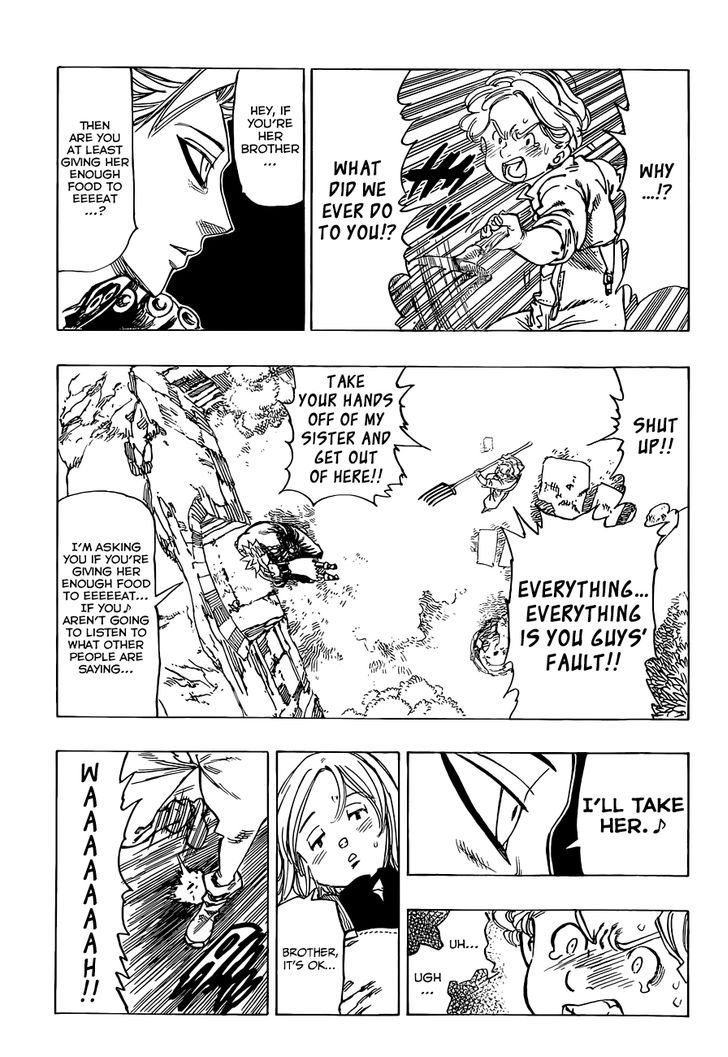 WHY
...!?
WHAT
DID WE
EVER DO
TO YOU!?
HEY, IF
YOU'RE
HER
BROTHER
...
THEN
ARE YOU
AT LEAST
GIVING HER
ENOUGH
FOOD TO
EEEEAT
...?
SHUT
UP!!
TAKE
YOUR HANDS
OFF OF MY
SISTER AND
GET OUT
OF HERE!!
EVERYTHING...
EVERYTHING
IS YOU GUYS'
FAULT!!
I'M ASKING
YOU IF YOU'RE
GIVING HER
ENOUGH FOOD
TO EEEEEAT...
IF YOU♪
AREN'T GOING
TO LISTEN TO
WHAT OTHER
PEOPLE ARE
SAYING...
I'LL TAKE
HER.♪
UH...
UGH
...
BROTHER,
IT'S OK...
WAAAAAAAH!!